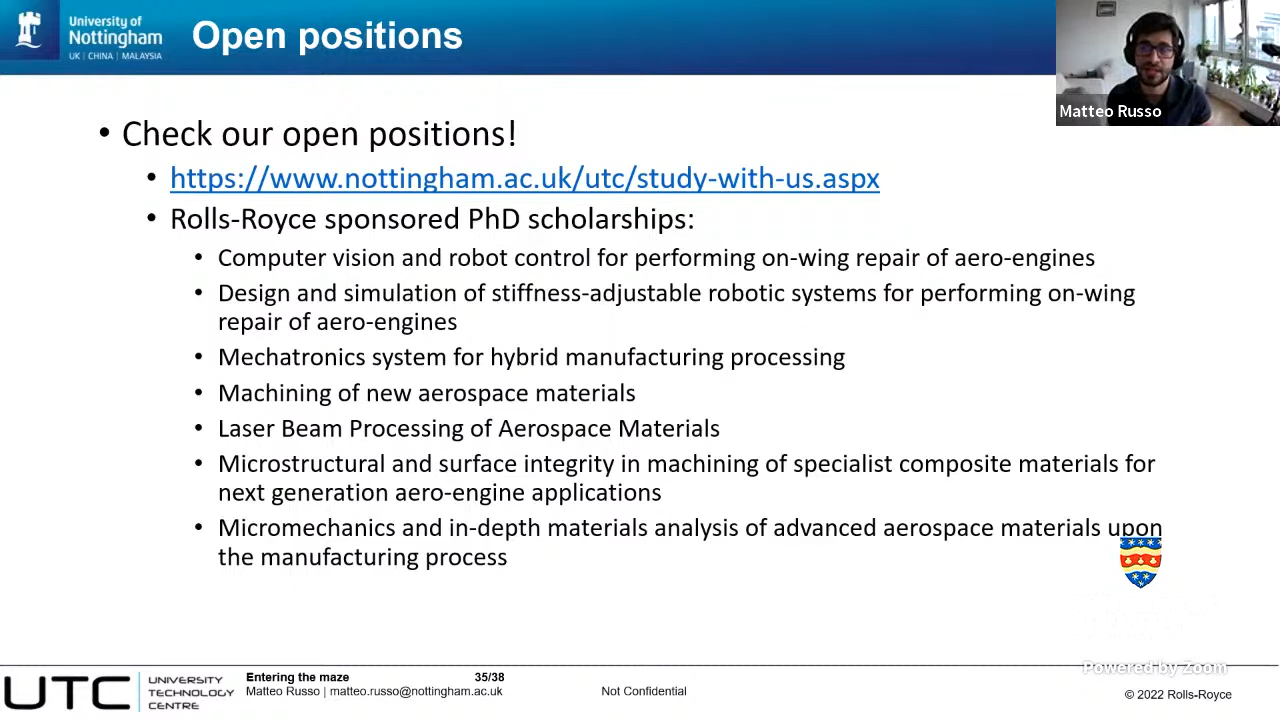 University of
Nottingham
UK | CHINA | MALAYSIA
Open positions
Matteo Russo
• Check our open positions!
• https://www.nottingham.ac.uk/utc/study-with-us.aspx
• Rolls-Royce sponsored PhD scholarships:
• Computer vision and robot control for performing on-wing repair of aero-engines
• Design and simulation of stiffness-adjustable robotic systems for performing on-wing
repair of aero-engines
• Mechatronics system for hybrid manufacturing processing
• Machining of new aerospace materials
• Laser Beam Processing of Aerospace Materials
• Microstructural and surface integrity in machining of specialist composite materials for
next generation aero-engine applications
• Micromechanics and in-depth materials analysis of advanced aerospace materials upon
the manufacturing process
Powered by Zoom
UTC
UNIVERSITY
TECHNOLOGY
CENTRE
Entering the maze 35/38
Matteo Russo | matteo.russo@nottingham.ac.uk
Not Confidential
© 2022 Rolls-Royce